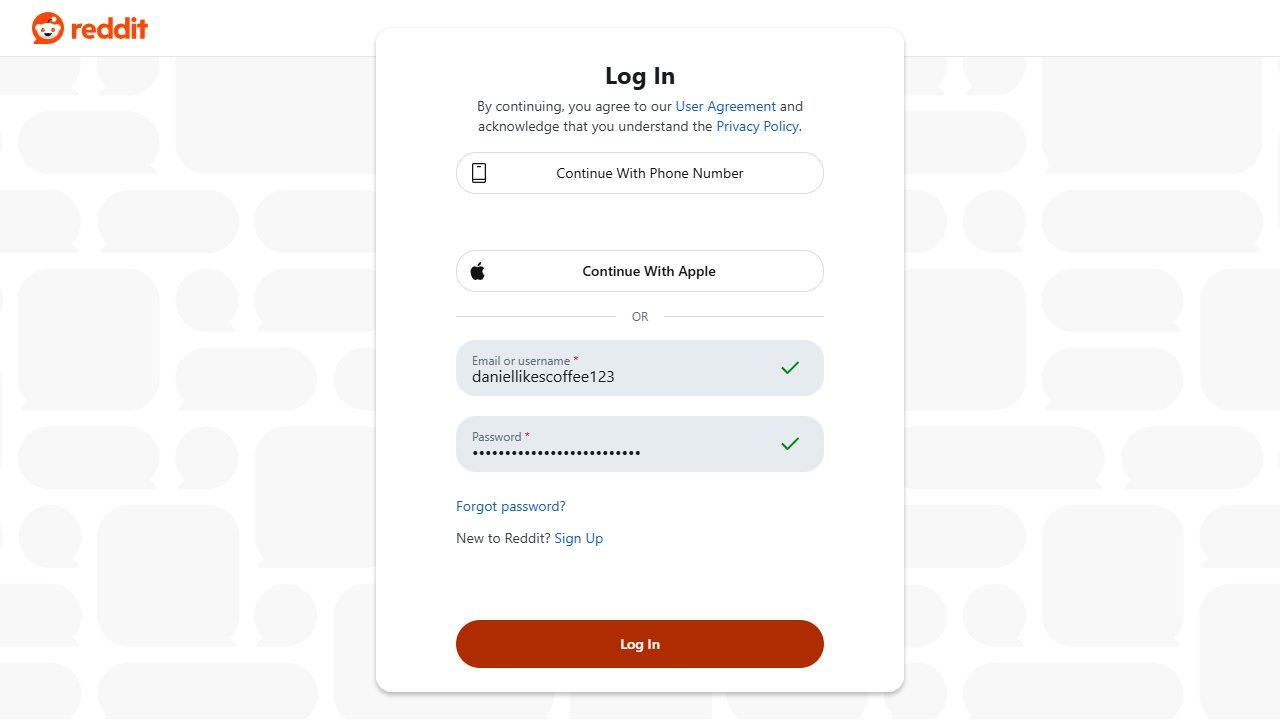 reddit
Log In
By continuing, you agree to our User Agreement and
acknowledge that you understand the Privacy Policy.
Continue With Phone Number
Continue With Apple
OR
Email or username *
daniellikescoffee123
Password *
••••••••••••••••••••••••••
Forgot password?
New to Reddit? Sign Up
Log In